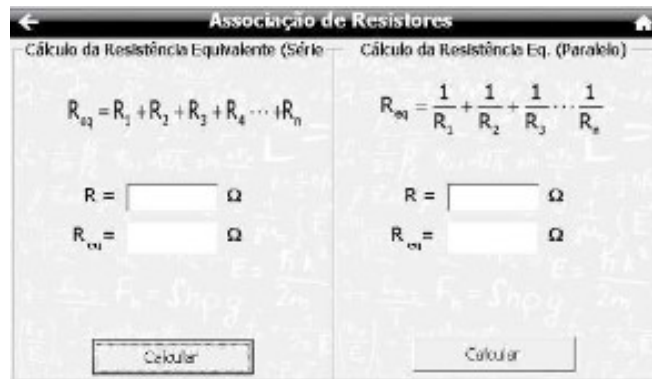 Associação de Resistores
Cálculo da Resistência Equivalente (Série
R_eq = R_1 + R_2 + R_3 + R_4 ⋯ + R_n
R = Ω
R_eq = Ω
Calcular
Cálculo da Resistência Eq. (Paralelo)
R_eq = 1/R_1 + 1/R_2 + 1/R_3 ⋯ 1/R_n
R = Ω
R_eq = Ω
Calcular